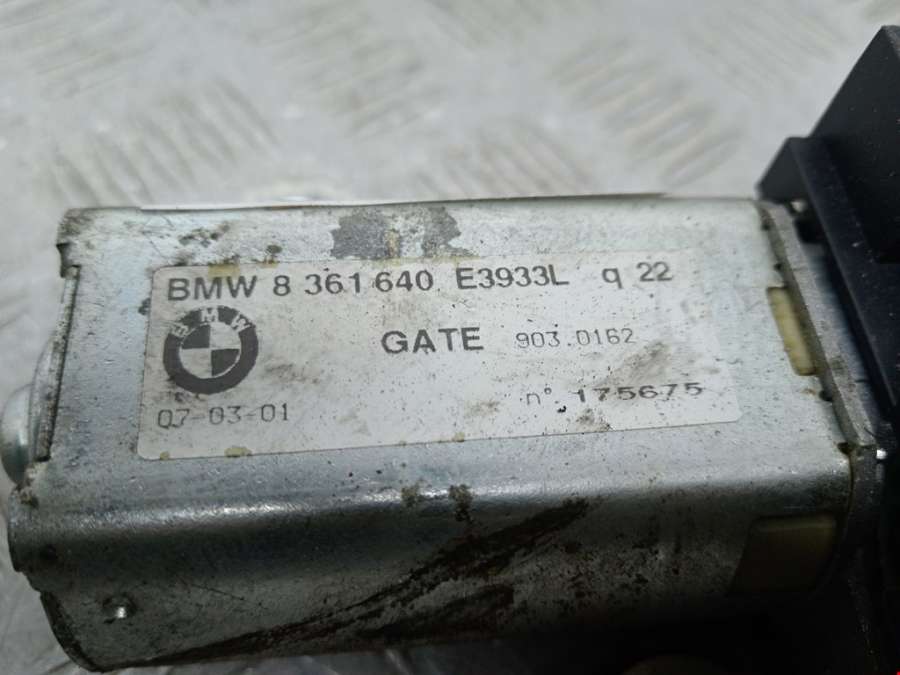 BMW 8 361 640 E3933L q 22
BMW
GATE 903.0162
07-03-01
n° 175675